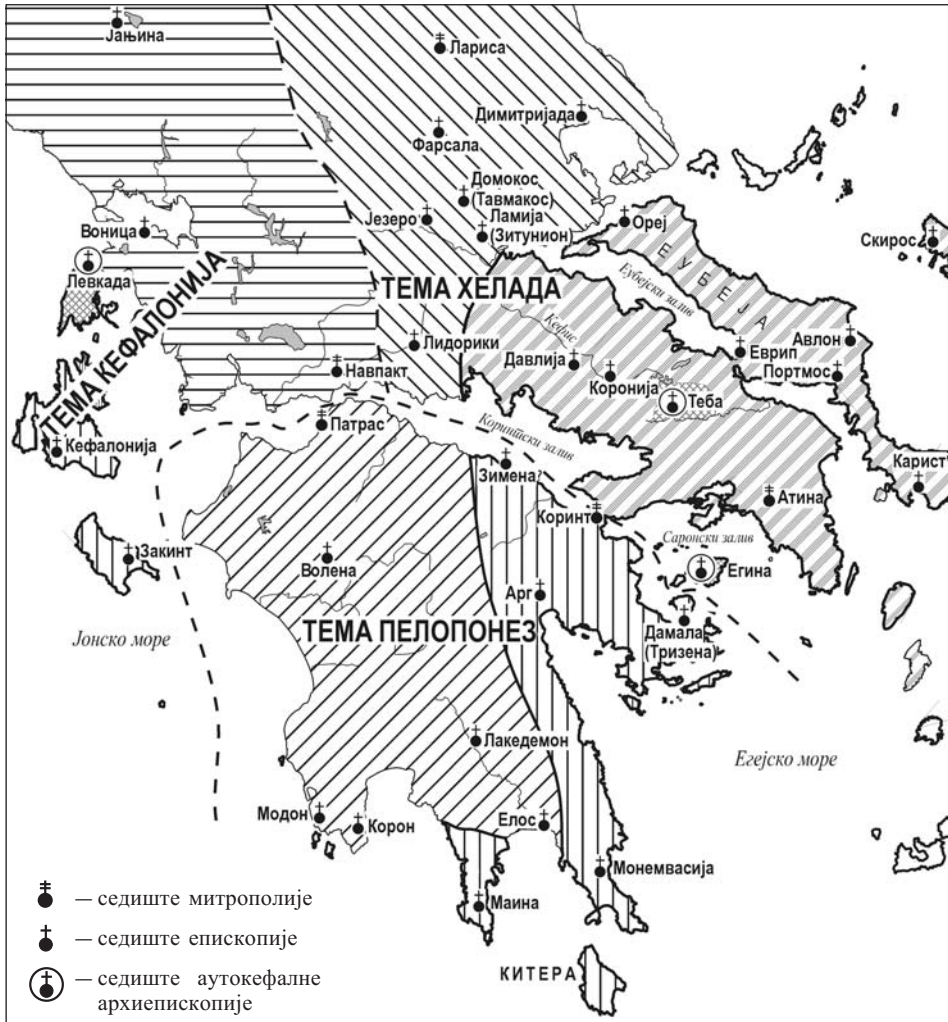 Јањина
Лариса
Димитријада
Фарсала
Домокос
(Тавмакос)
Језеро
Ламија
(Зитунион)
Ореј
Воница
Скирос
Левкада
ЕУБЕЈА
Еубејски залив
ТЕМА КЕФАЛОНИЈА
ТЕМА ХЕЛАДА
Кефис
Авлон
Лидорики
Давлија
Еврип
Портмос
Навпакт
Коронија
Теба
Патрас
Коринтски залив
Кефалонија
Зимена
Карист
Атина
Коринт
Саронски залив
Закинт
Волена
Егина
Арг
ТЕМА ПЕЛОПОНЕЗ
Дамала
(Тризена)
Јонско море
Лакедемон
Егејско море
Модон
Корон
Елос
Монемвасија
Маина
КИТЕРА
— седиште митрополије
— седиште епископије
— седиште аутокефалне
архиепископије